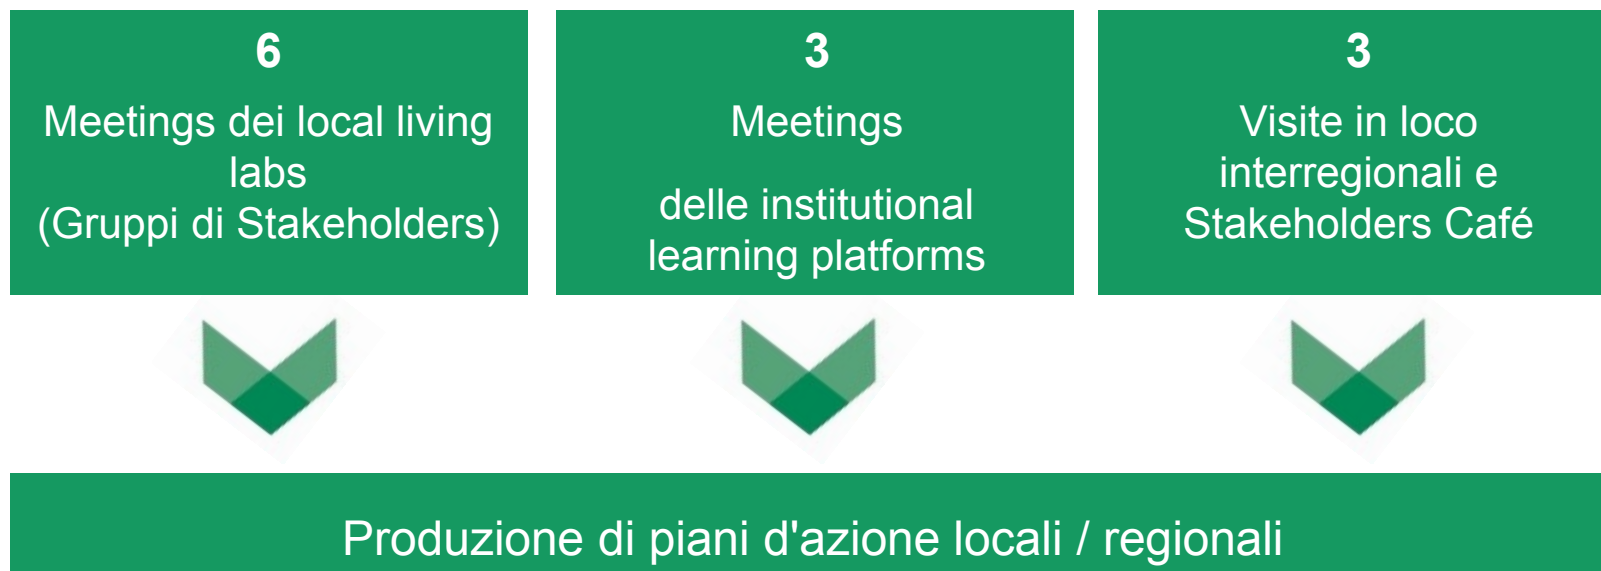 6
Meetings dei local living
labs
(Gruppi di Stakeholders)
3
Meetings
delle institutional
learning platforms
3
Visite in loco
interregionali e
Stakeholders Café
Produzione di piani d'azione locali / regionali